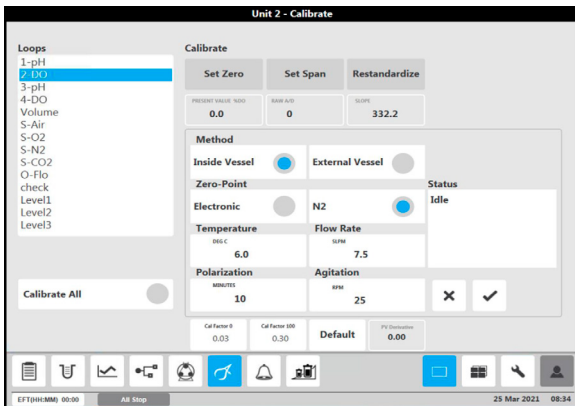 Unit 2 - Calibrate
Loops
1-pH
2-DO
3-pH
4-DO
Volume
S-Air
S-O2
S-N2
S-CO2
O-Flo
check
Level1
Level2
Level3
Calibrate All
Calibrate
Set Zero Set Span Restandardize
PRESENT VALUE %DO RAW A/D SLOPE
0.0 0 332.2
Method
Inside Vessel External Vessel
Zero-Point
Electronic N2
Temperature Flow Rate
DEG C SLPM
6.0 7.5
Polarization Agitation
MINUTES RPM
10 25
Status
Idle
Cal Factor 0 Cal Factor 100 Default PV Derivative
0.03 0.30 0.00
EFT(HH:MM) 00:00 All Stop 25 Mar 2021 08:34